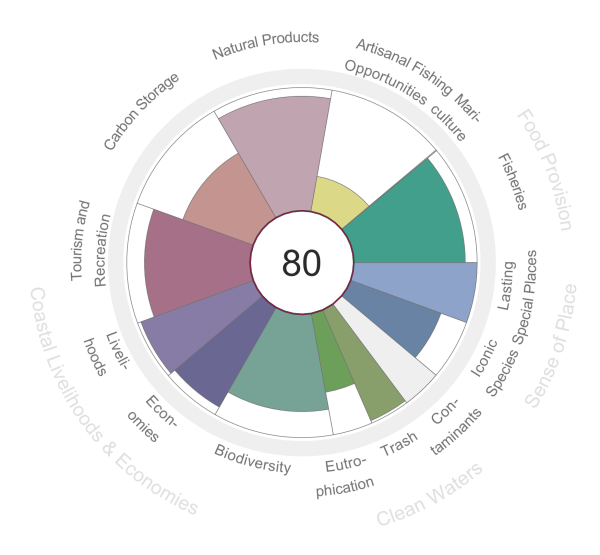 Natural Products
Artisanal Fishing
Opportunities
Mari-
culture
Fisheries
Food Provision
Lasting
Special Places
Iconic
Species
Sense of Place
Con-
taminants
Trash
Eutro-
phication
Clean Waters
Biodiversity
Econ-
omies
Liveli-
hoods
Coastal Livelihoods & Economies
Tourism and
Recreation
Carbon Storage
80